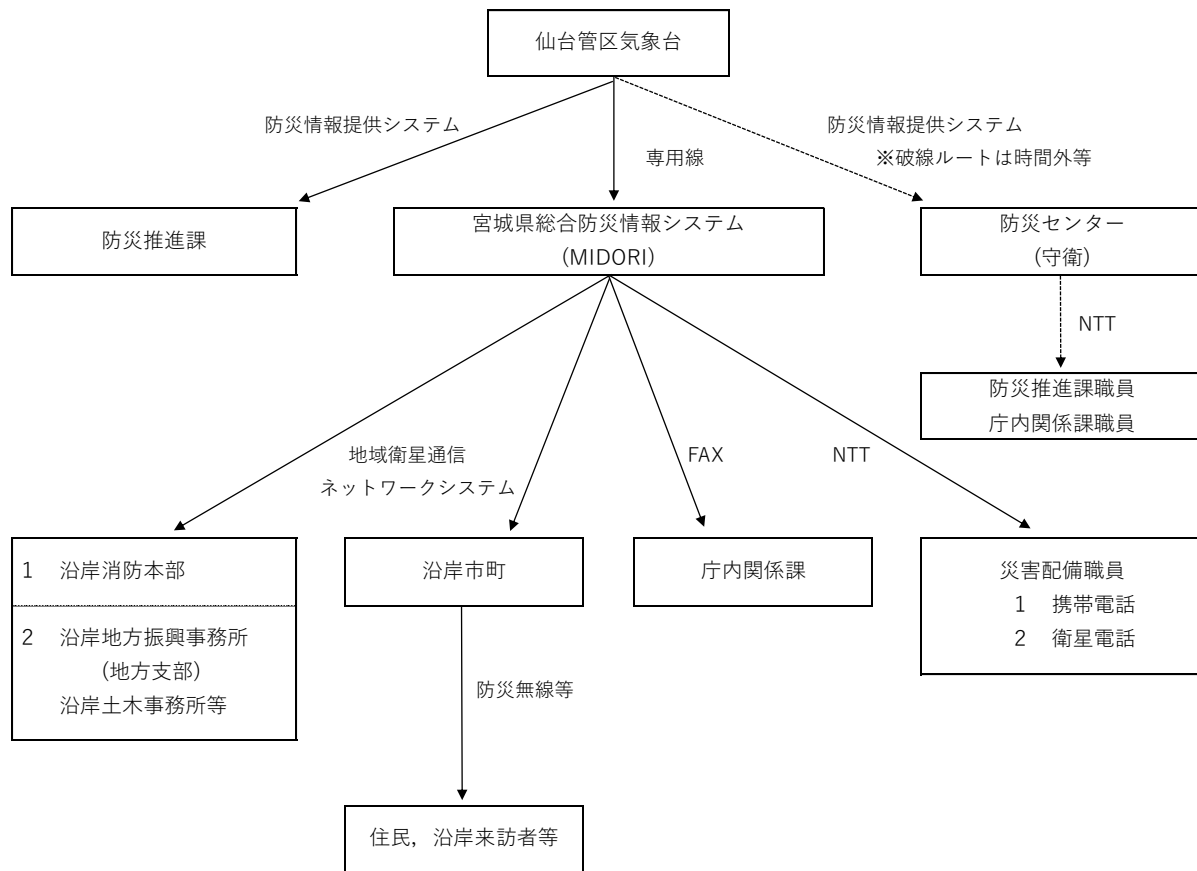 仙台管区気象台
防災情報提供システム
専用線
防災情報提供システム
※破線ルートは時間外等
防災推進課
宮城県総合防災情報システム
(MIDORI)
防災センター
(守衛)
NTT
防災推進課職員
庁内関係課職員
地域衛星通信
ネットワークシステム
FAX
NTT
1 沿岸消防本部
2 沿岸地方振興事務所
(地方支部)
沿岸土木事務所等
沿岸市町
庁内関係課
災害配備職員
1 携帯電話
2 衛星電話
防災無線等
住民，沿岸来訪者等